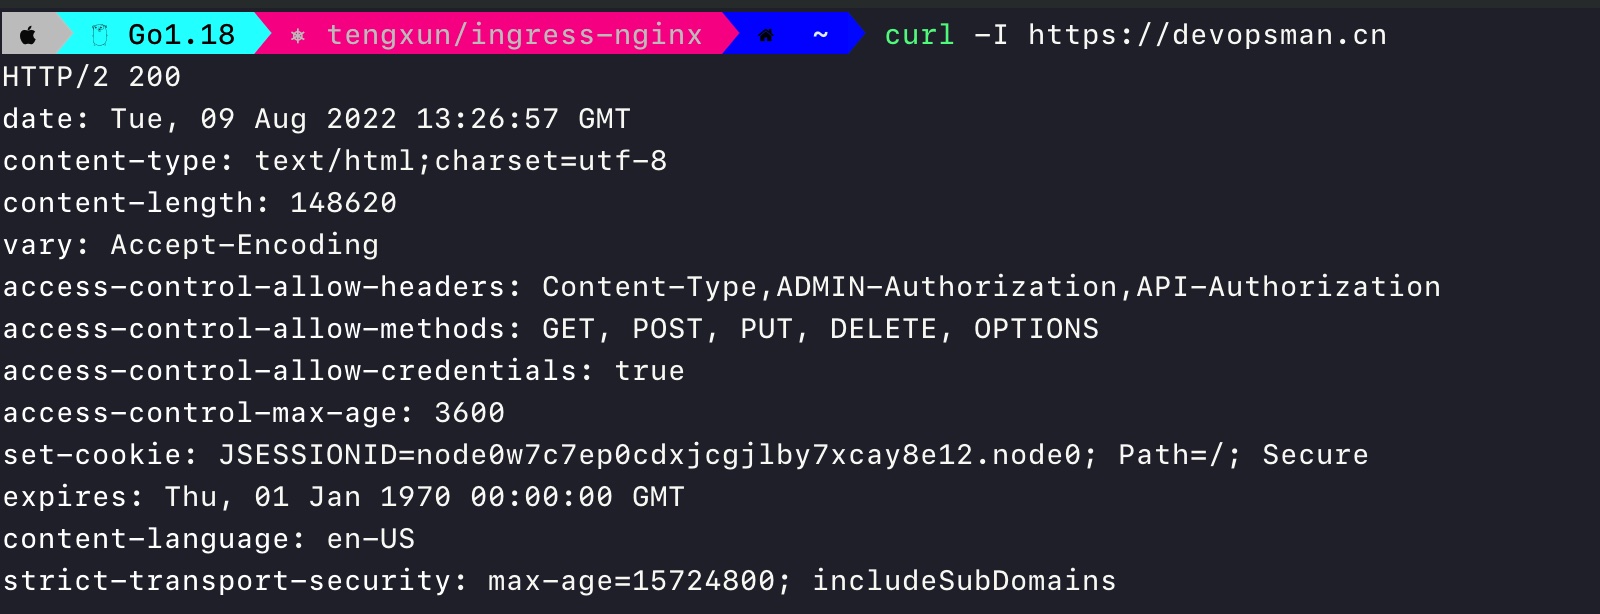 Go1.18 tengxun/ingress-nginx ~ curl -I https://devopsman.cn
HTTP/2 200
date: Tue, 09 Aug 2022 13:26:57 GMT
content-type: text/html;charset=utf-8
content-length: 148620
vary: Accept-Encoding
access-control-allow-headers: Content-Type,ADMIN-Authorization,API-Authorization
access-control-allow-methods: GET, POST, PUT, DELETE, OPTIONS
access-control-allow-credentials: true
access-control-max-age: 3600
set-cookie: JSESSIONID=node0w7c7ep0cdxjcgjlby7xcay8e12.node0; Path=/; Secure
expires: Thu, 01 Jan 1970 00:00:00 GMT
content-language: en-US
strict-transport-security: max-age=15724800; includeSubDomains